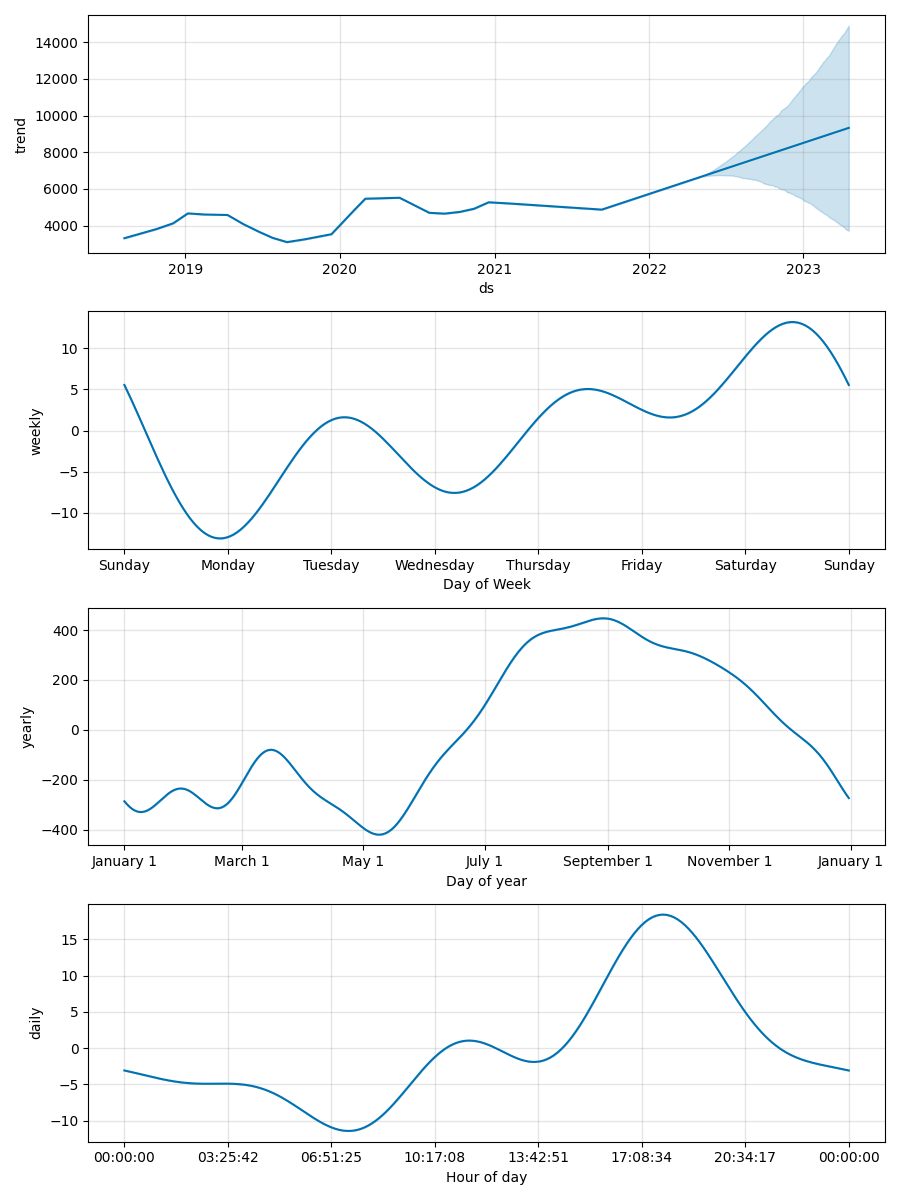 14000
12000
10000
8000
6000
4000
trend
2019 2020 2021 2022 2023
ds
10
5
0
−5
−10
weekly
Sunday Monday Tuesday Wednesday Thursday Friday Saturday Sunday
Day of Week
400
200
0
−200
−400
yearly
January 1 March 1 May 1 July 1 September 1 November 1 January 1
Day of year
15
10
5
0
−5
−10
daily
00:00:00 03:25:42 06:51:25 10:17:08 13:42:51 17:08:34 20:34:17 00:00:00
Hour of day